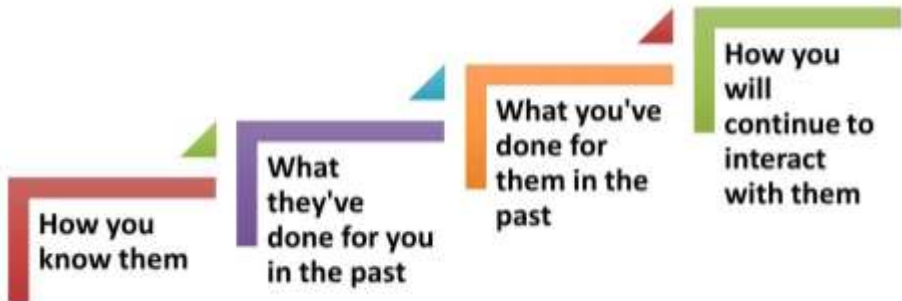 How you
know them
What
they've
done for you
in the past
What you've
done for
them in the
past
How you
will
continue to
interact
with them